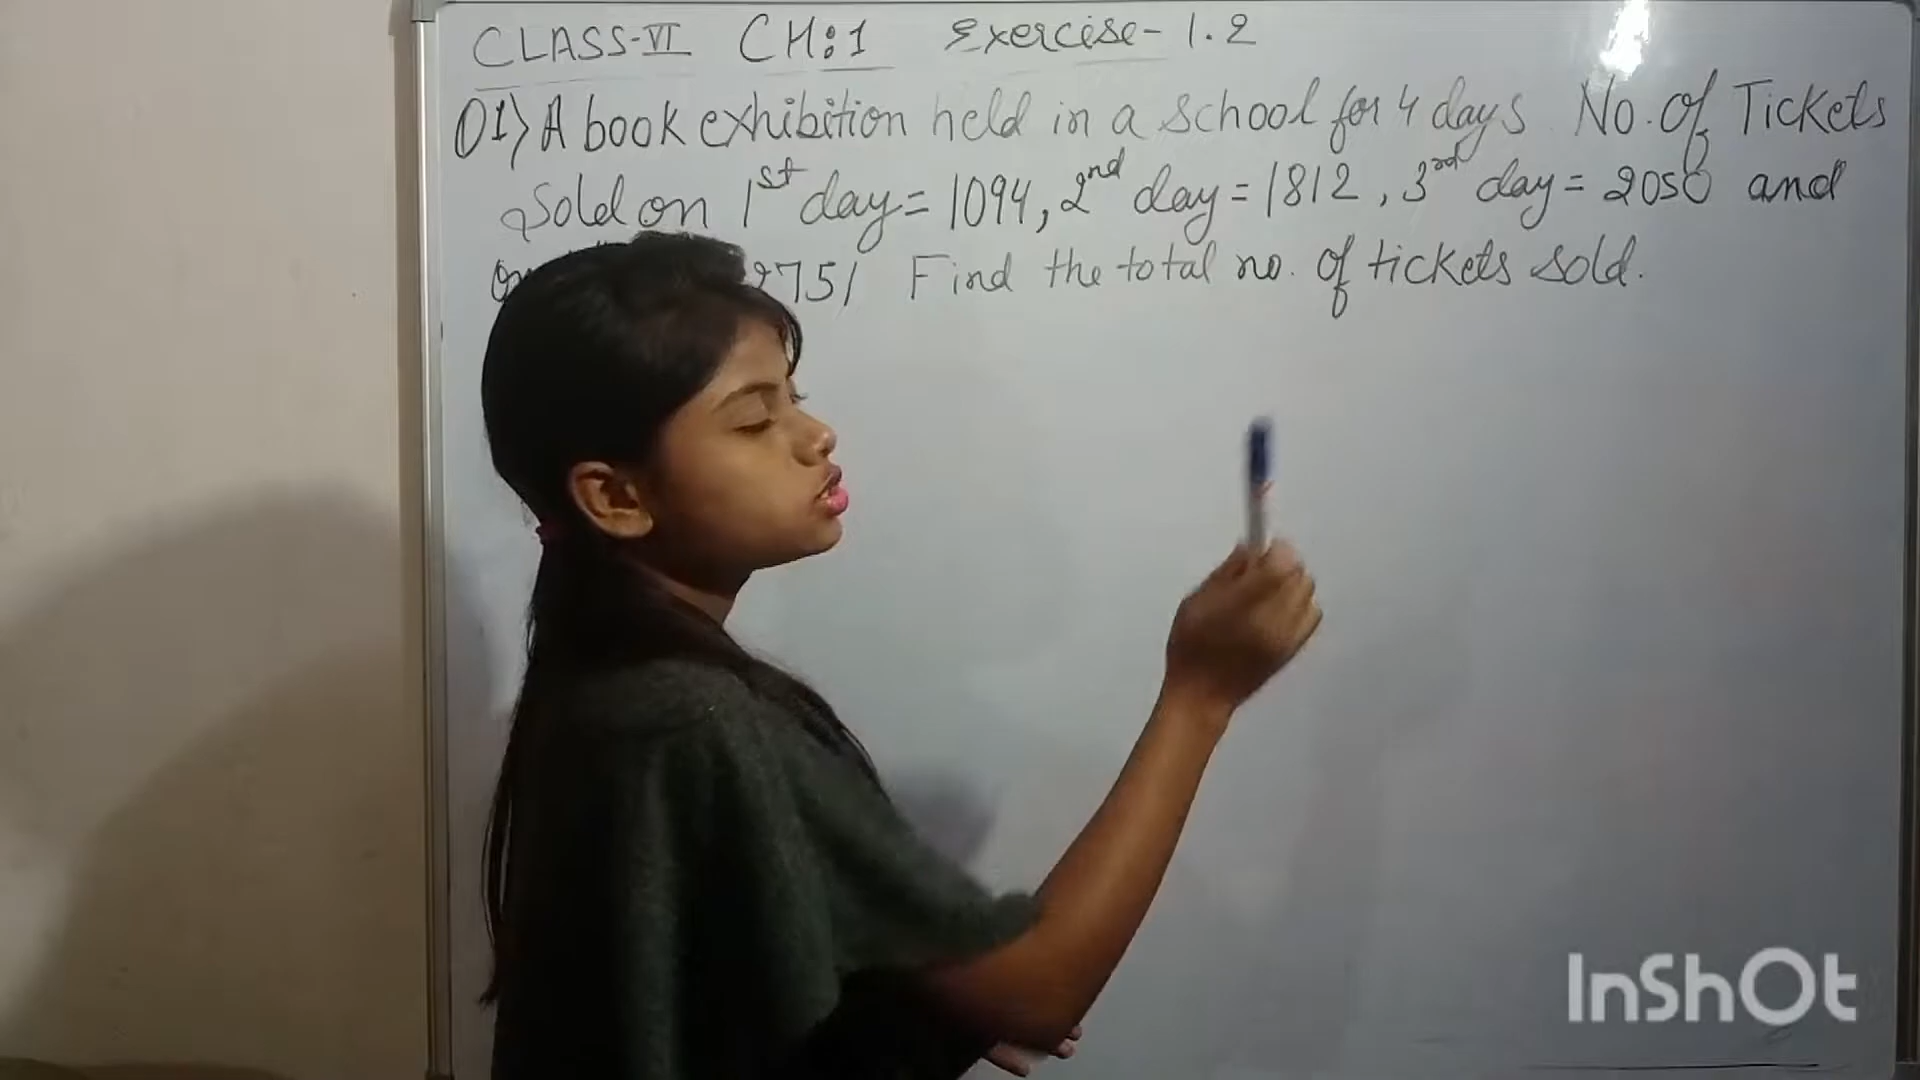 CLASS-VI CH:1 Exercise-1.2
Q1) A book exhibition held in a school for 4 days. No. of Tickets
Sold on 1st day = 1094, 2nd day = 1812, 3rd day = 2050 and
2751 Find the total no. of tickets sold.
InShOt